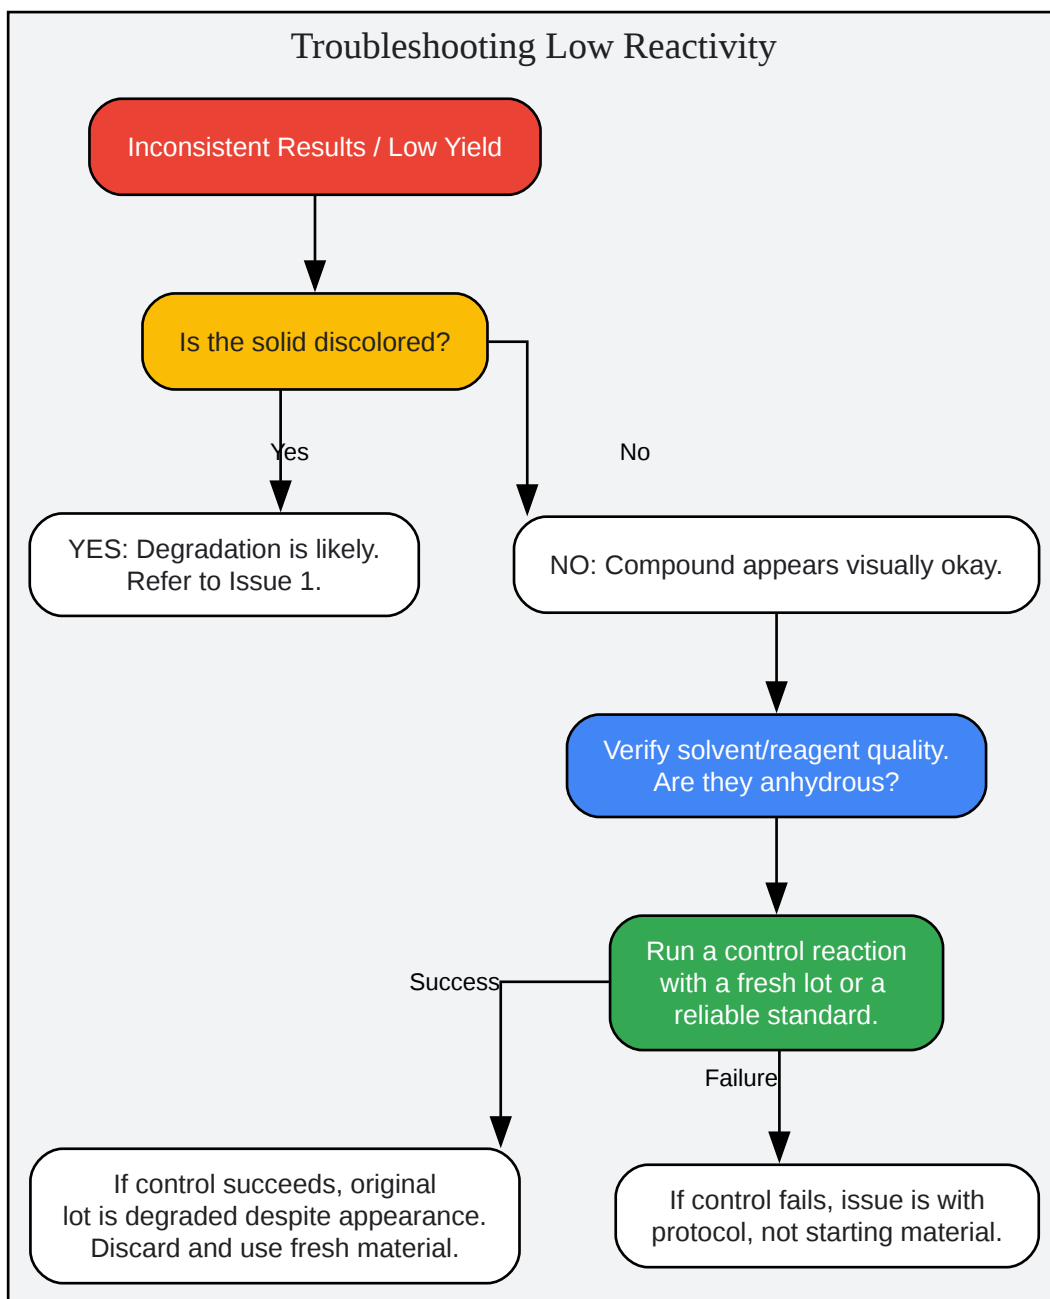 Troubleshooting Low Reactivity
Inconsistent Results / Low Yield
Is the solid discolored?
Yes
No
YES: Degradation is likely.
Refer to Issue 1.
NO: Compound appears visually okay.
Verify solvent/reagent quality.
Are they anhydrous?
Run a control reaction
with a fresh lot or a
reliable standard.
Success
Failure
If control succeeds, original
lot is degraded despite appearance.
Discard and use fresh material.
If control fails, issue is with
protocol, not starting material.